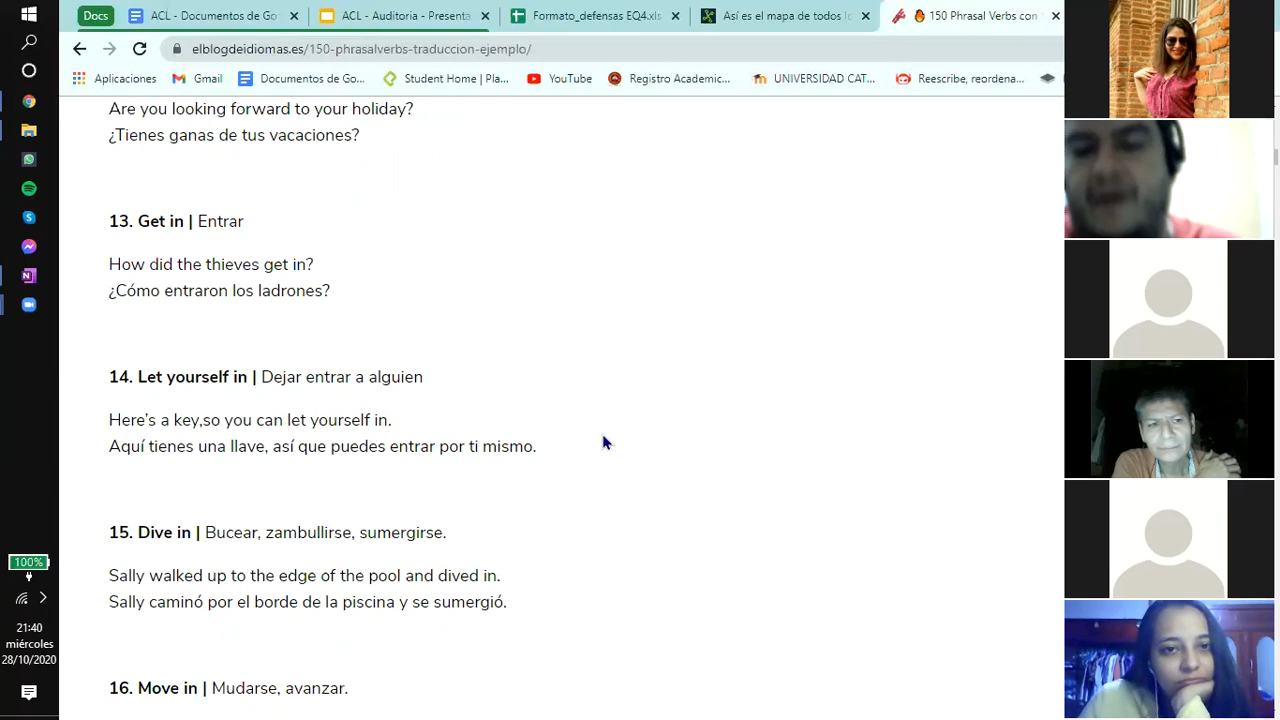 Docs
ACL - Documentos de Go
ACL - Auditoria - Presenta
Formato_defensas EQ4.xls
Así es el meme de todos l
150 Phrasal Verbs con
elblogdeidiomas.es/150-phrasalverbs-traduccion-ejemplo/
Aplicaciones
Gmail
Documentos de Go...
Student Home | Pla...
YouTube
Registro Academic...
UNIVERSIDAD CAT...
Reescribe, reordena...
Are you looking forward to your holiday?
¿Tienes ganas de tus vacaciones?
13. Get in | Entrar
How did the thieves get in?
¿Cómo entraron los ladrones?
14. Let yourself in | Dejar entrar a alguien
Here’s a key,so you can let yourself in.
Aquí tienes una llave, así que puedes entrar por ti mismo.
15. Dive in | Bucear, zambullirse, sumergirse.
Sally walked up to the edge of the pool and dived in.
Sally caminó por el borde de la piscina y se sumergió.
16. Move in | Mudarse, avanzar.
100%
21:40
miércoles
28/10/2020